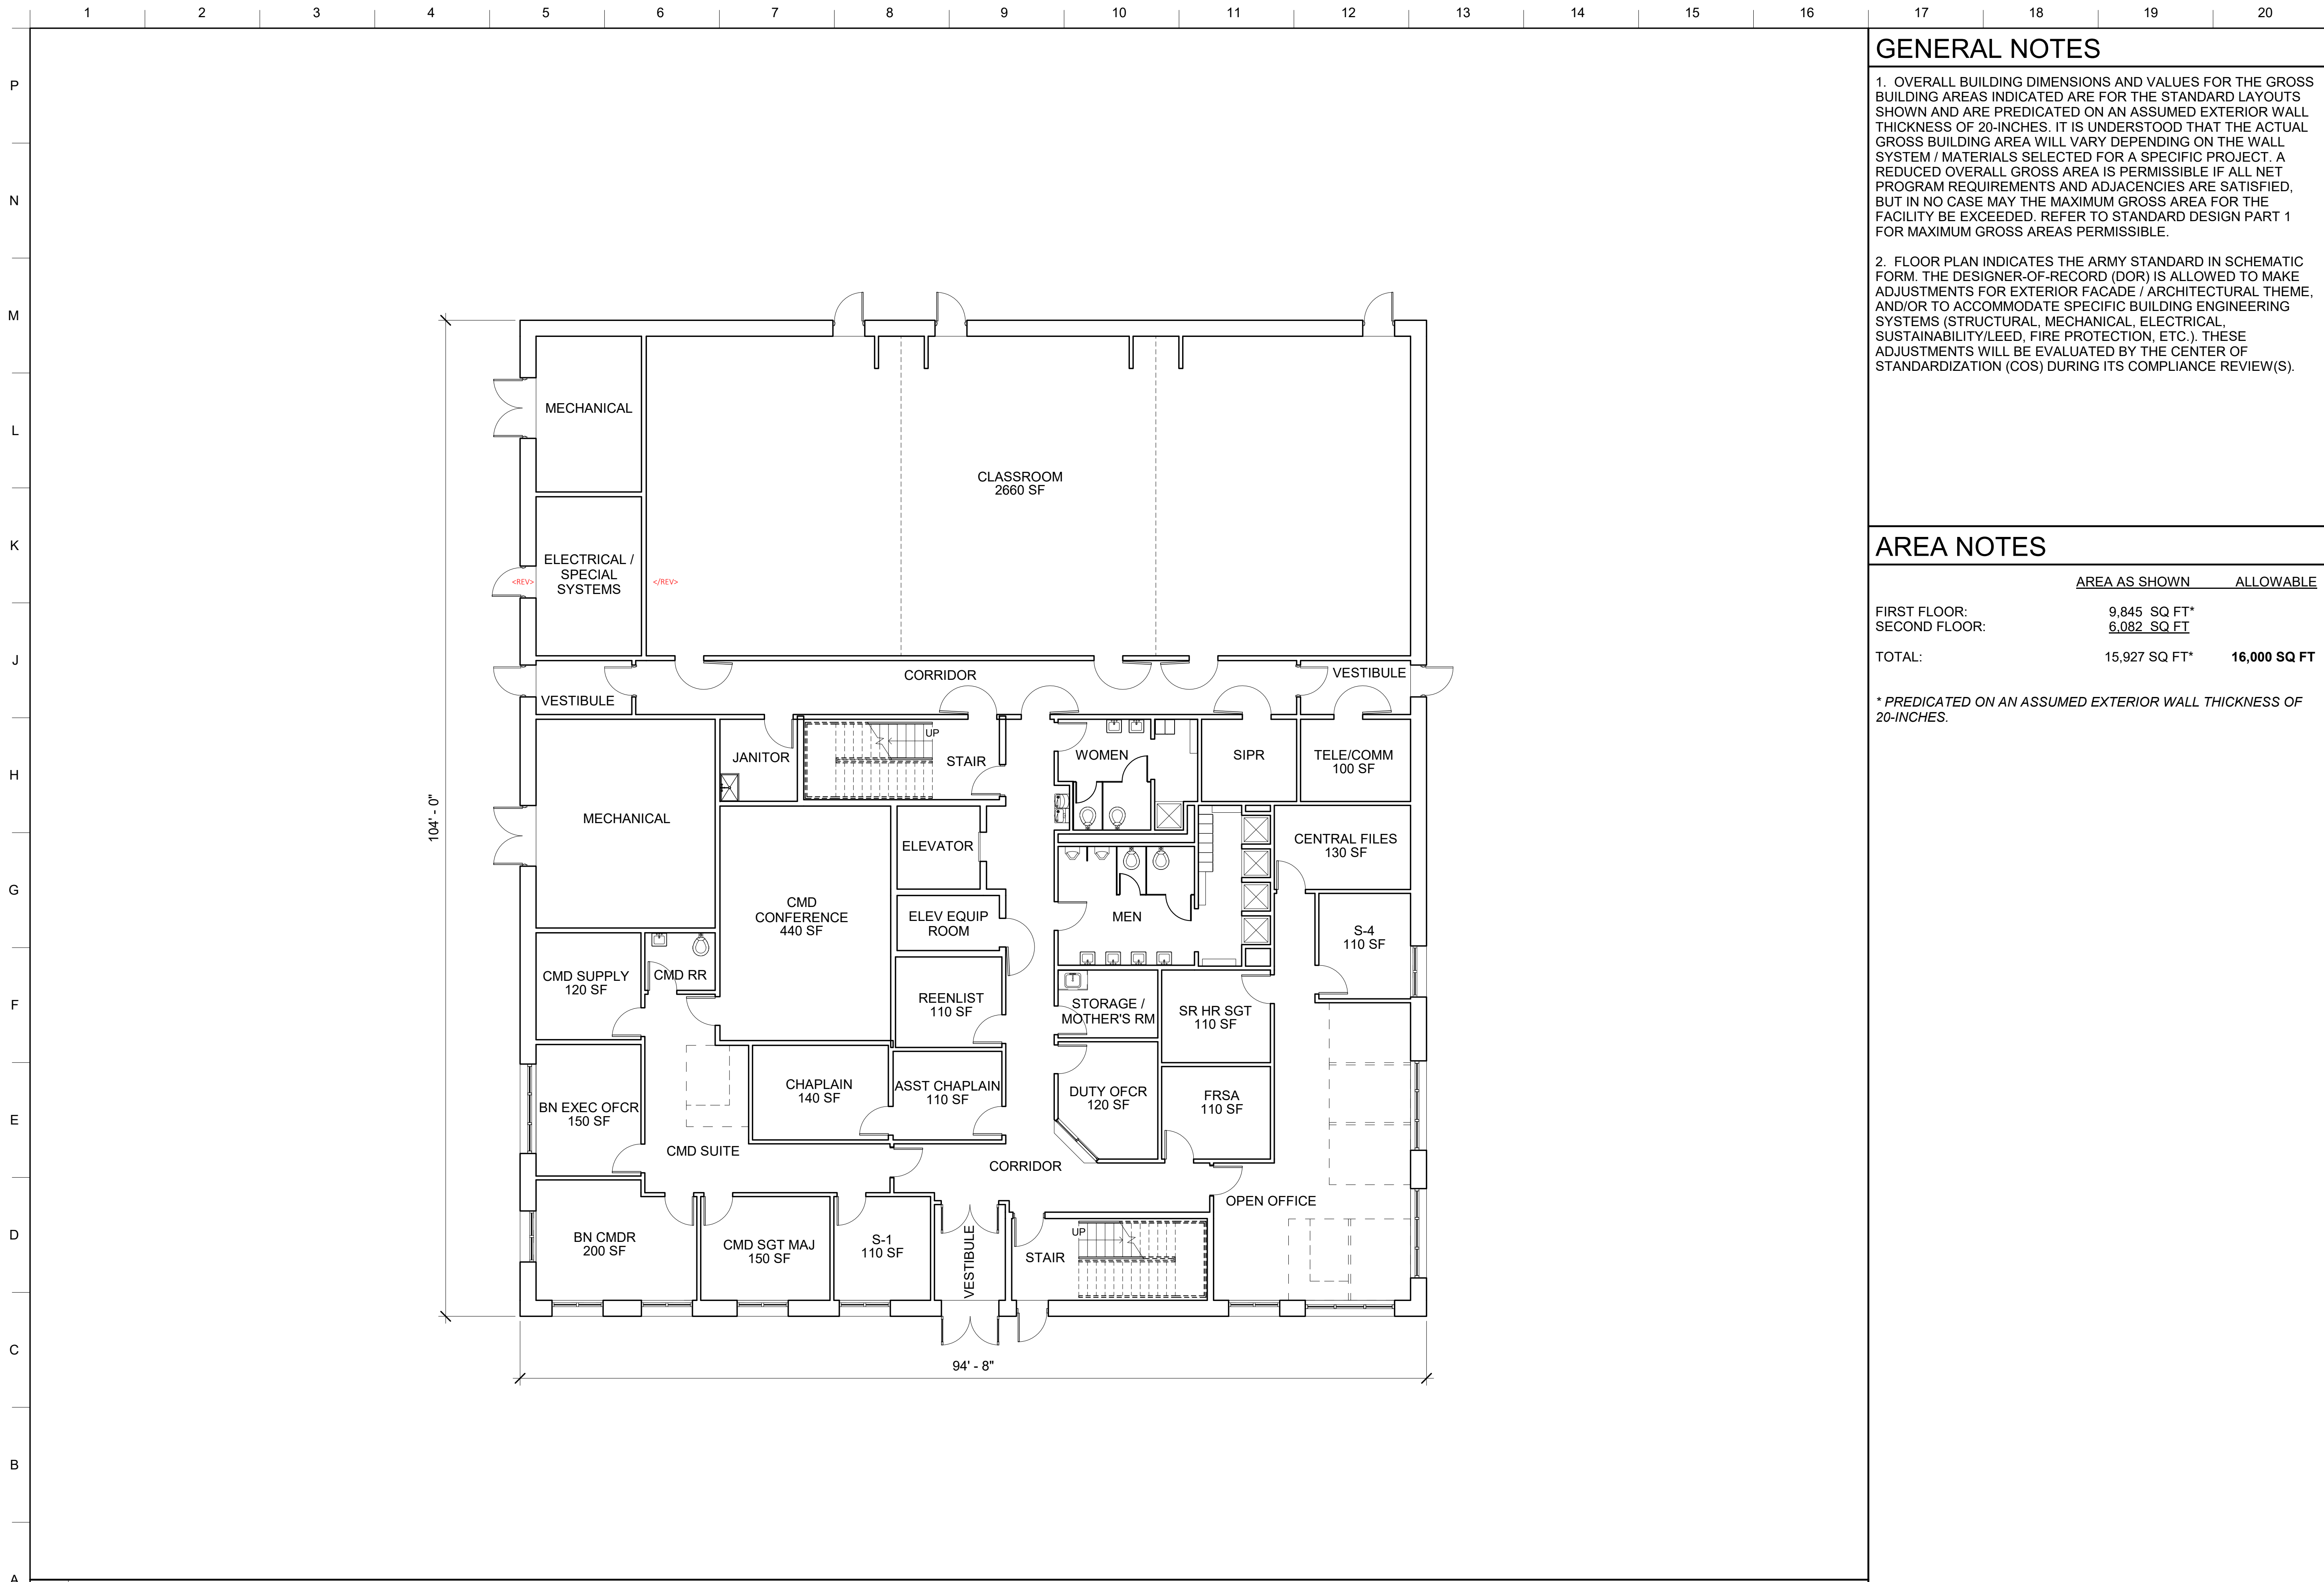 1 2 3 4 5 6 7 8 9 10 11 12 13 14 15 16 17 18 19 20
P
N
M
L
K
J
H
G
F
E
D
C
B
A
MECHANICAL
CLASSROOM
2660 SF
ELECTRICAL /
SPECIAL
SYSTEMS
<REV>
</REV>
VESTIBULE
CORRIDOR
VESTIBULE
JANITOR
UP
STAIR
WOMEN
SIPR
TELE/COMM
100 SF
MECHANICAL
ELEVATOR
CENTRAL FILES
130 SF
CMD
CONFERENCE
440 SF
ELEV EQUIP
ROOM
MEN
S-4
110 SF
CMD SUPPLY
120 SF
CMD RR
REENLIST
110 SF
STORAGE /
MOTHER'S RM
SR HR SGT
110 SF
BN EXEC OFCR
150 SF
CHAPLAIN
140 SF
ASST CHAPLAIN
110 SF
DUTY OFCR
120 SF
FRSA
110 SF
CMD SUITE
CORRIDOR
OPEN OFFICE
BN CMDR
200 SF
CMD SGT MAJ
150 SF
S-1
110 SF
VESTIBULE
STAIR
UP
104' - 0"
94' - 8"
GENERAL NOTES
1. OVERALL BUILDING DIMENSIONS AND VALUES FOR THE GROSS
BUILDING AREAS INDICATED ARE FOR THE STANDARD LAYOUTS
SHOWN AND ARE PREDICATED ON AN ASSUMED EXTERIOR WALL
THICKNESS OF 20-INCHES. IT IS UNDERSTOOD THAT THE ACTUAL
GROSS BUILDING AREA WILL VARY DEPENDING ON THE WALL
SYSTEM / MATERIALS SELECTED FOR A SPECIFIC PROJECT. A
REDUCED OVERALL GROSS AREA IS PERMISSIBLE IF ALL NET
PROGRAM REQUIREMENTS AND ADJACENCIES ARE SATISFIED,
BUT IN NO CASE MAY THE MAXIMUM GROSS AREA FOR THE
FACILITY BE EXCEEDED. REFER TO STANDARD DESIGN PART 1
FOR MAXIMUM GROSS AREAS PERMISSIBLE.
2. FLOOR PLAN INDICATES THE ARMY STANDARD IN SCHEMATIC
FORM. THE DESIGNER-OF-RECORD (DOR) IS ALLOWED TO MAKE
ADJUSTMENTS FOR EXTERIOR FACADE / ARCHITECTURAL THEME,
AND/OR TO ACCOMMODATE SPECIFIC BUILDING ENGINEERING
SYSTEMS (STRUCTURAL, MECHANICAL, ELECTRICAL,
SUSTAINABILITY/LEED, FIRE PROTECTION, ETC.). THESE
ADJUSTMENTS WILL BE EVALUATED BY THE CENTER OF
STANDARDIZATION (COS) DURING ITS COMPLIANCE REVIEW(S).
AREA NOTES
AREA AS SHOWN ALLOWABLE
FIRST FLOOR: 9,845 SQ FT*
SECOND FLOOR: 6,082 SQ FT
TOTAL: 15,927 SQ FT* 16,000 SQ FT
* PREDICATED ON AN ASSUMED EXTERIOR WALL THICKNESS OF
20-INCHES.